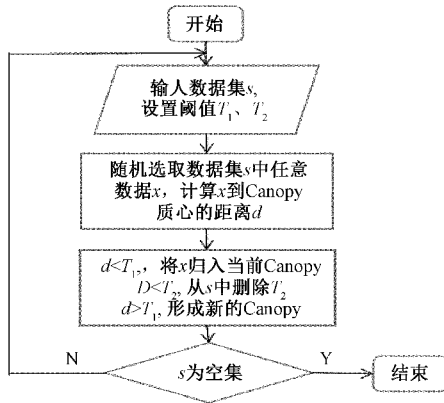 开始
输人数据集s,
设置阈值T₁、T₂
随机选取数据集s中任意
数据x，计算x到Canopy
质心的距离d
d<T₁,，将x归入当前Canopy
D<T₂, 从s中删除T₂
d>T₁, 形成新的Canopy
N
s为空集
Y
结束